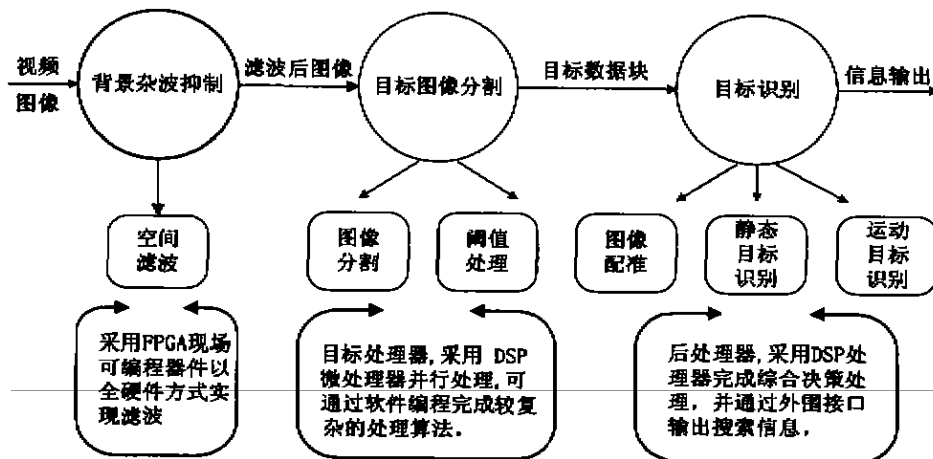 视频
图像
背景杂波抑制
滤波后图像
目标图像分割
目标数据块
目标识别
信息输出
空间
滤波
图像
分割
阈值
处理
图像
配准
静态
目标
识别
运动
目标
识别
采用FPGA现场
可编程器件以
全硬件方式实
现滤波
目标处理器,采用 DSP
微处理器并行处理,可
通过软件编程完成较复
杂的处理算法.
后处理器,采用DSP处
理器完成综合决策处
理,并通过外围接口
输出搜索信息.